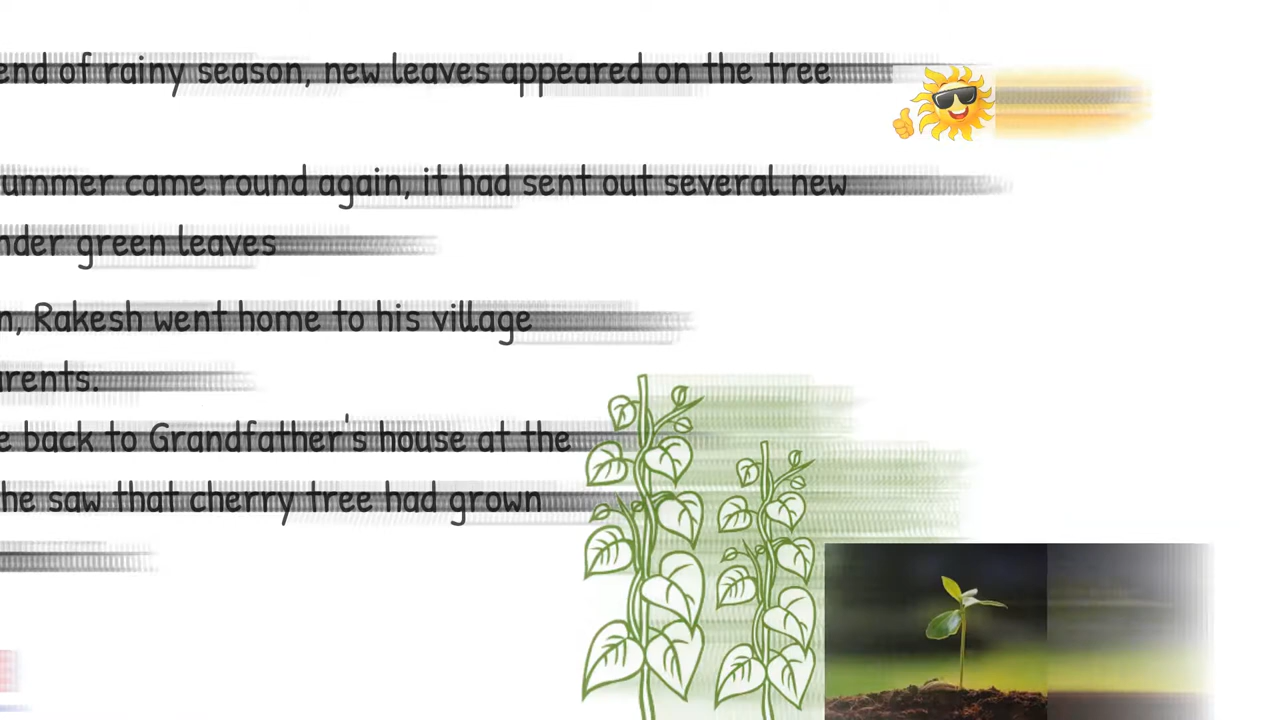 end of rainy season, new leaves appeared on the tree
ummer came round again, it had sent out several new
nder green leaves
n, Rakesh went home to his village
arents.
e back to Grandfather's house at the
he saw that cherry tree had grown